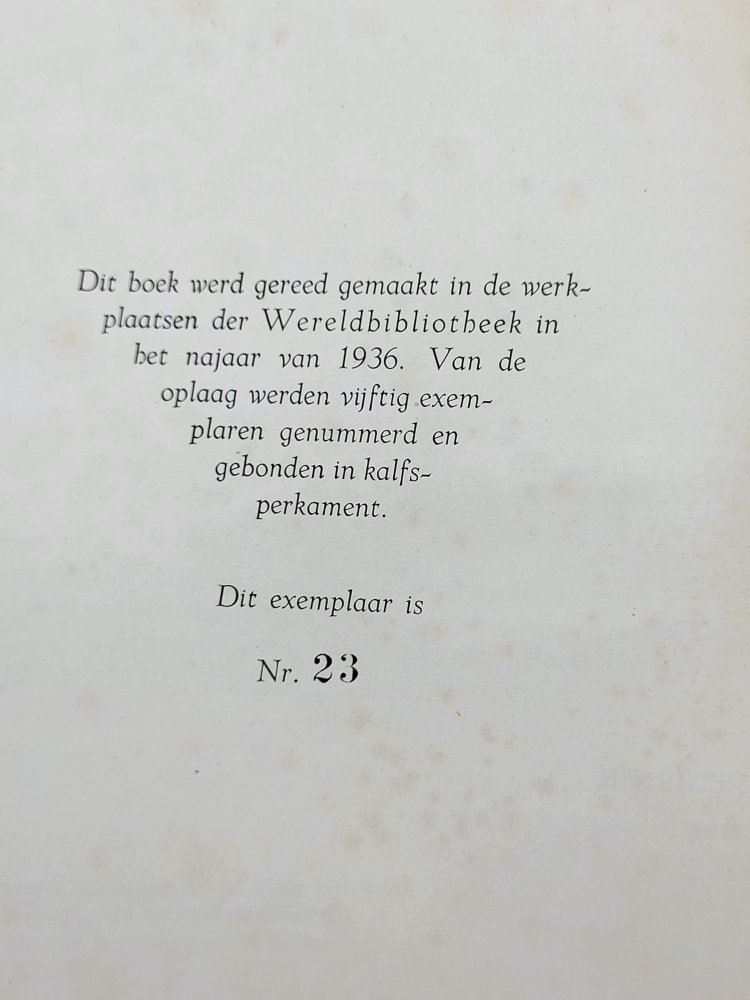 Dit boek werd gereed gemaakt in de werk-
plaatsen der Wereldbibliotheek in
het najaar van 1936. Van de
oplaag werden vijftig exem-
plaren genummerd en
gebonden in kalfs-
perkament.
Dit exemplaar is
Nr. 23